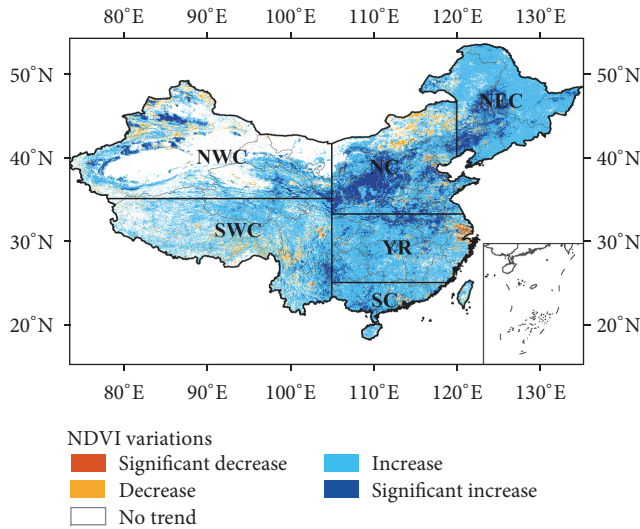 80°E 90°E 100°E 110°E 120°E 130°E
50°N 50°N
NEC
40°N NWC NC 40°N
SWC
30°N YR 30°N
SC
20°N 20°N
80°E 90°E 100°E 110°E 120°E 130°E
NDVI variations
Significant decrease Increase
Decrease Significant increase
No trend